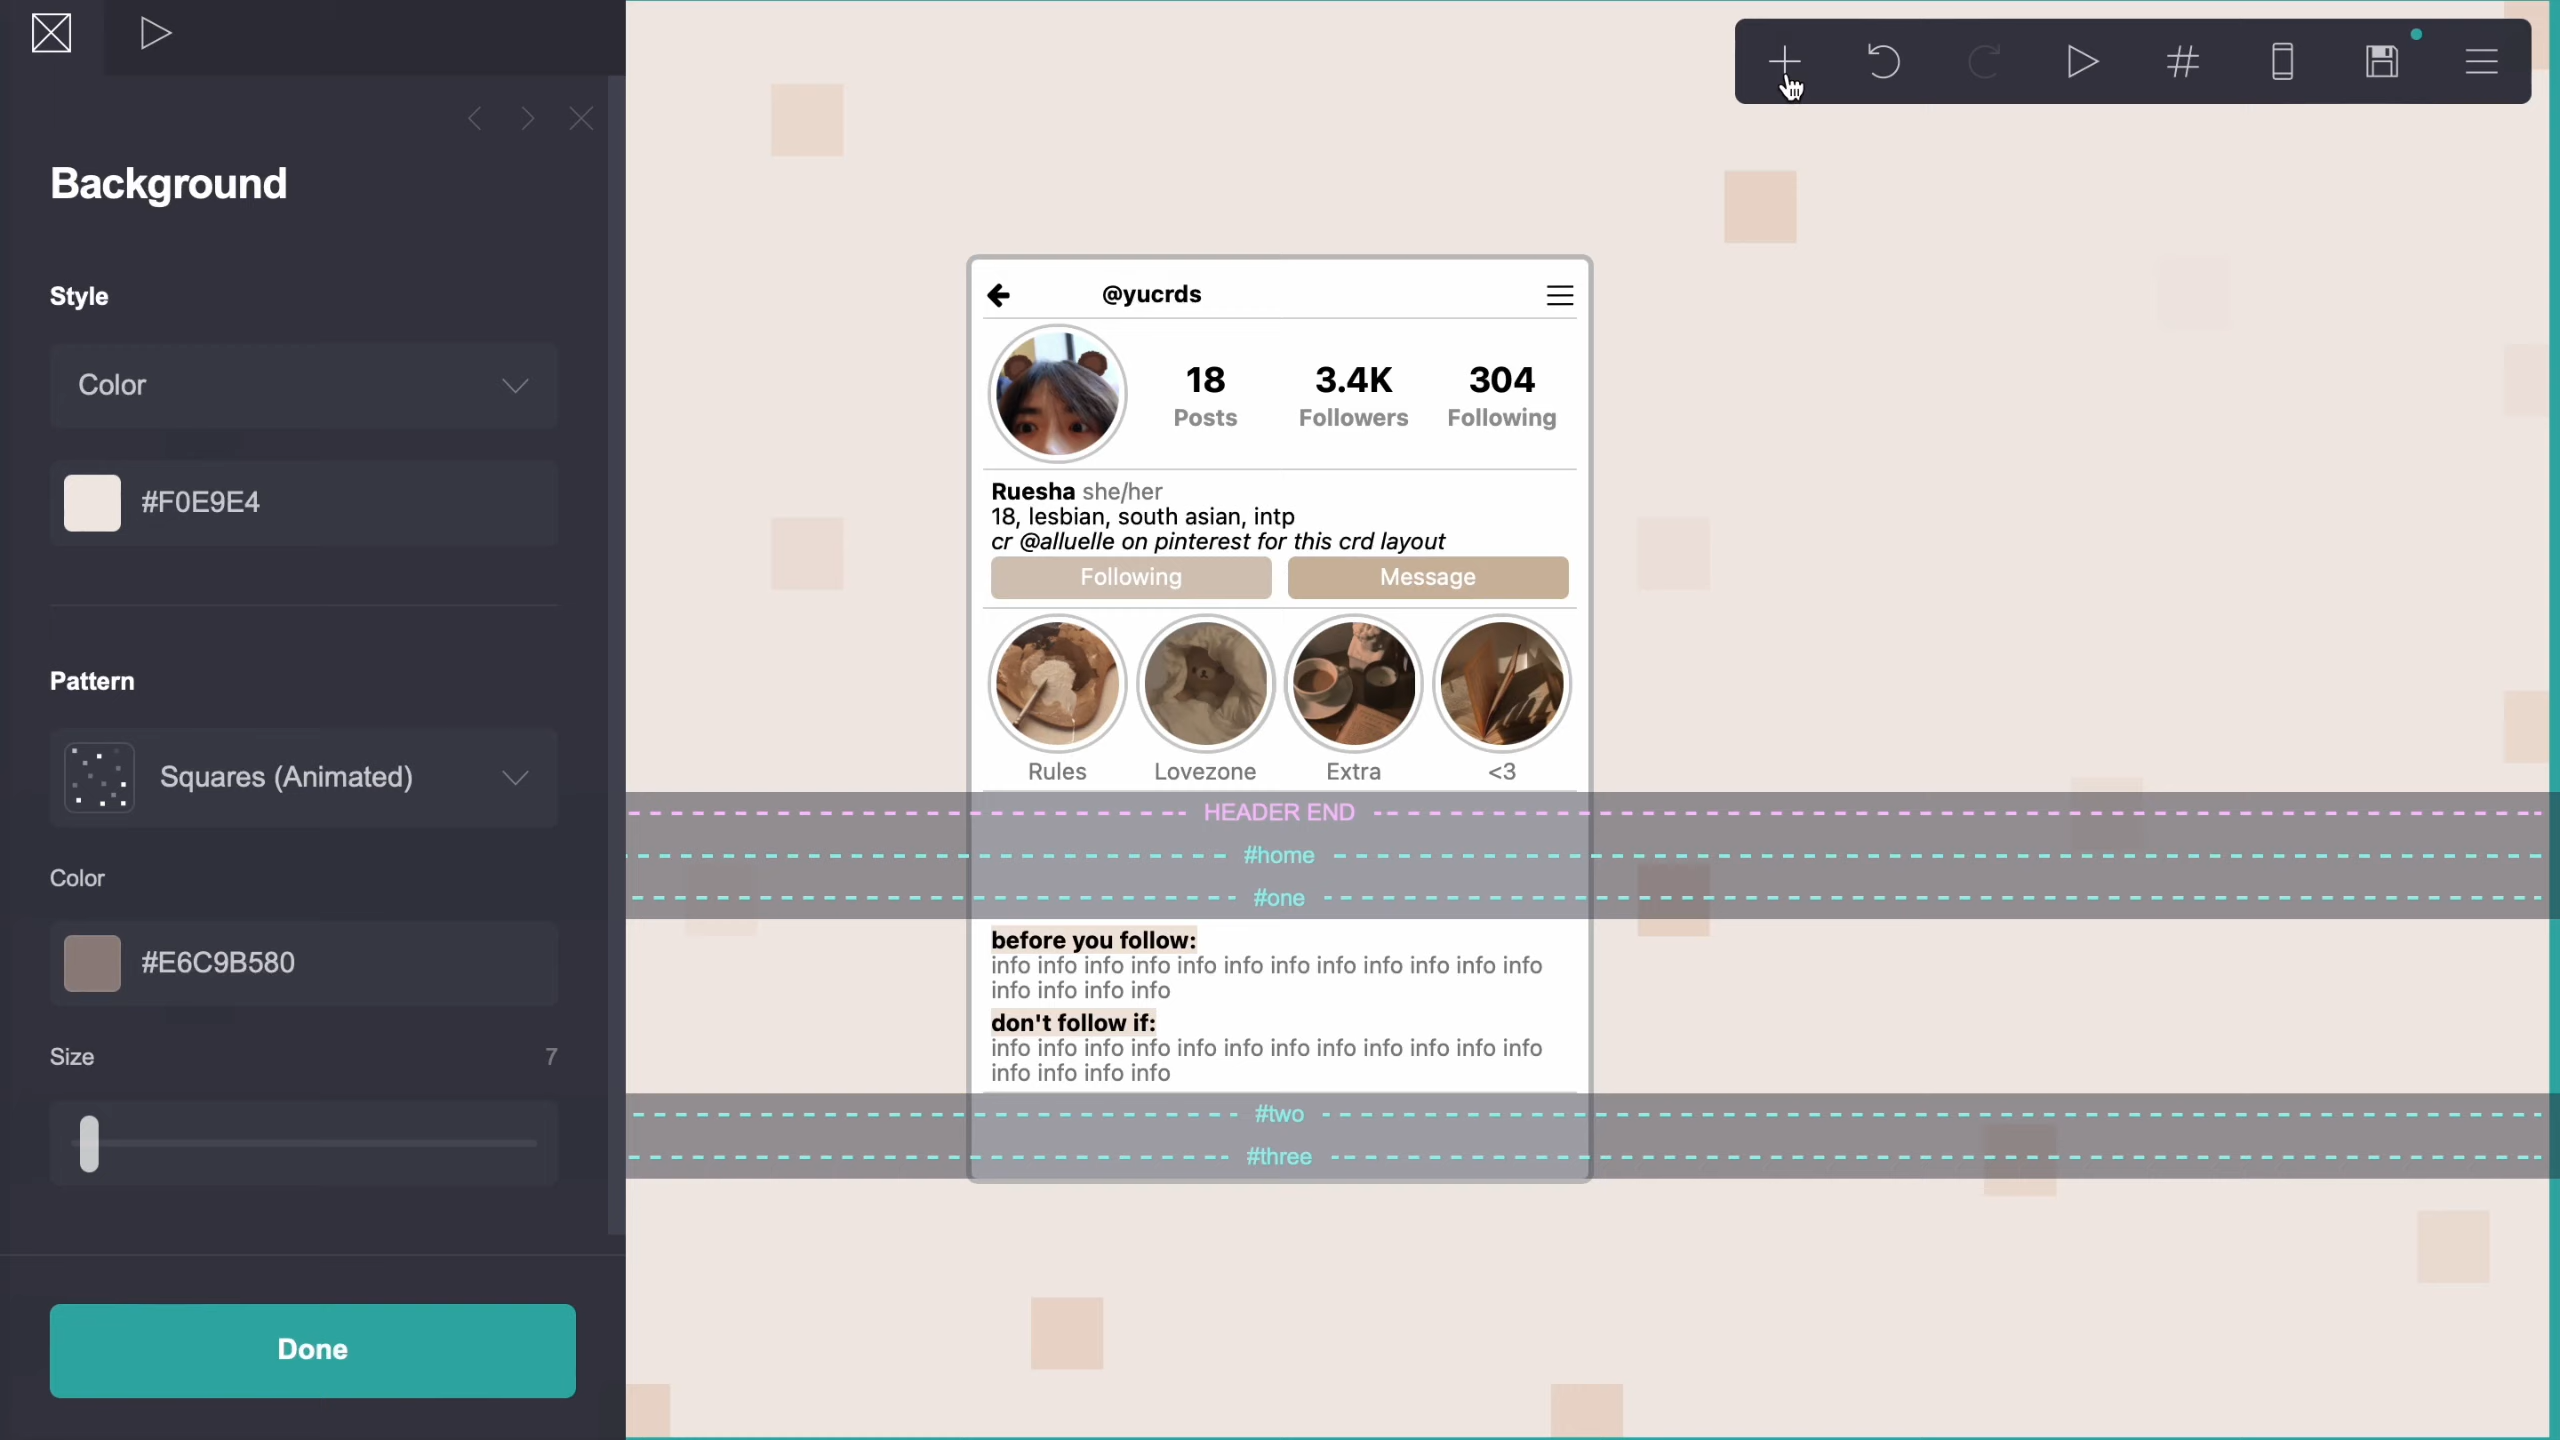 Background
Style
Color
#F0E9E4
Pattern
Squares (Animated)
Color
#E6C9B580
Size 7
Done
@yucrds
18 3.4K 304
Posts Followers Following
Ruesha she/her
18, lesbian, south asian, intp
cr @alluelle on pinterest for this crd layout
Following Message
Rules Lovezone Extra <3
HEADER END
#home
#one
before you follow:
info info info info info info info info info info info info
info info info info
don't follow if:
info info info info info info info info info info info info
info info info info
#two
#three